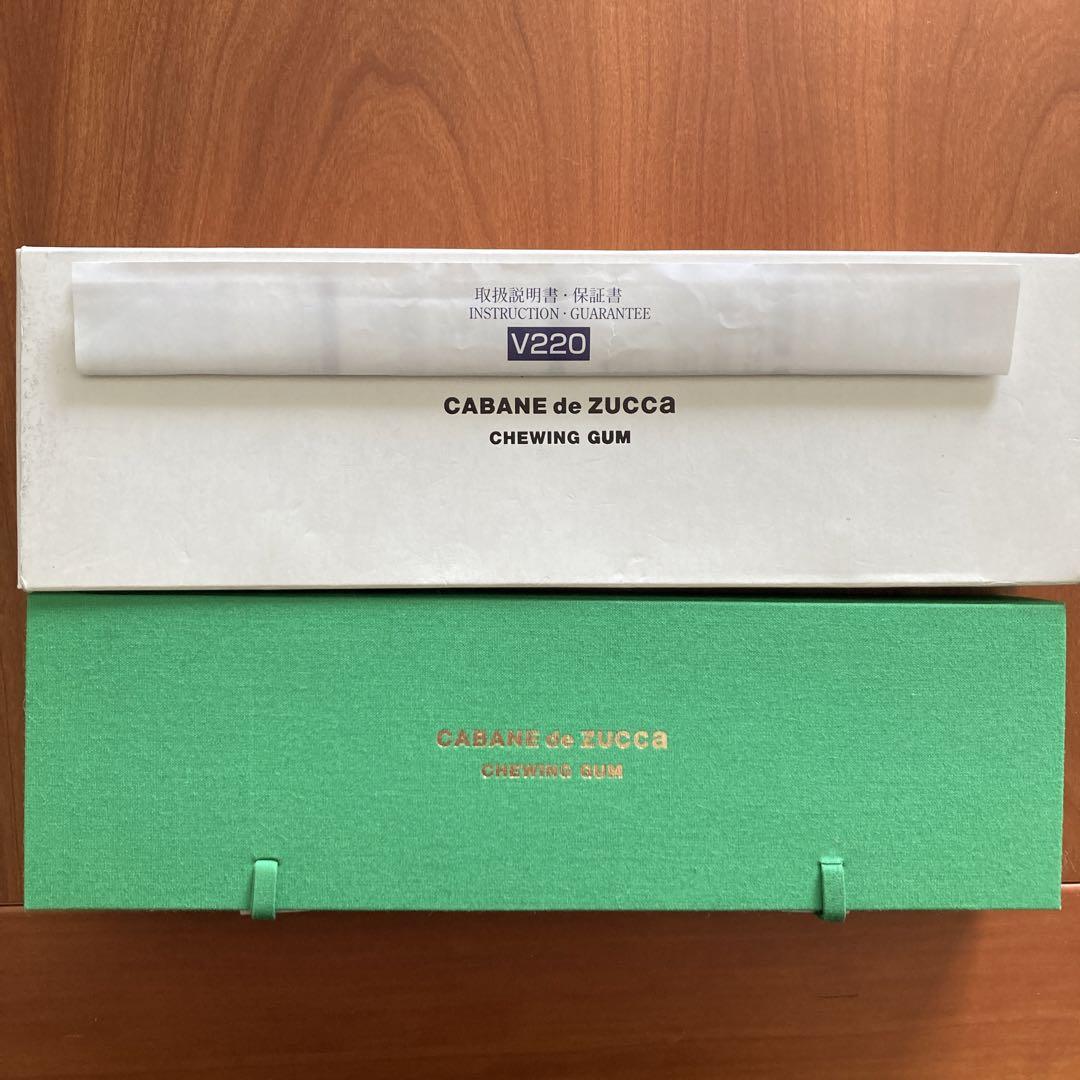 取扱説明書・保証書
INSTRUCTION・GUARANTEE
V220
CABANE de ZUCCa
CHEWING GUM
CABANE de ZUCCa
CHEWING GUM